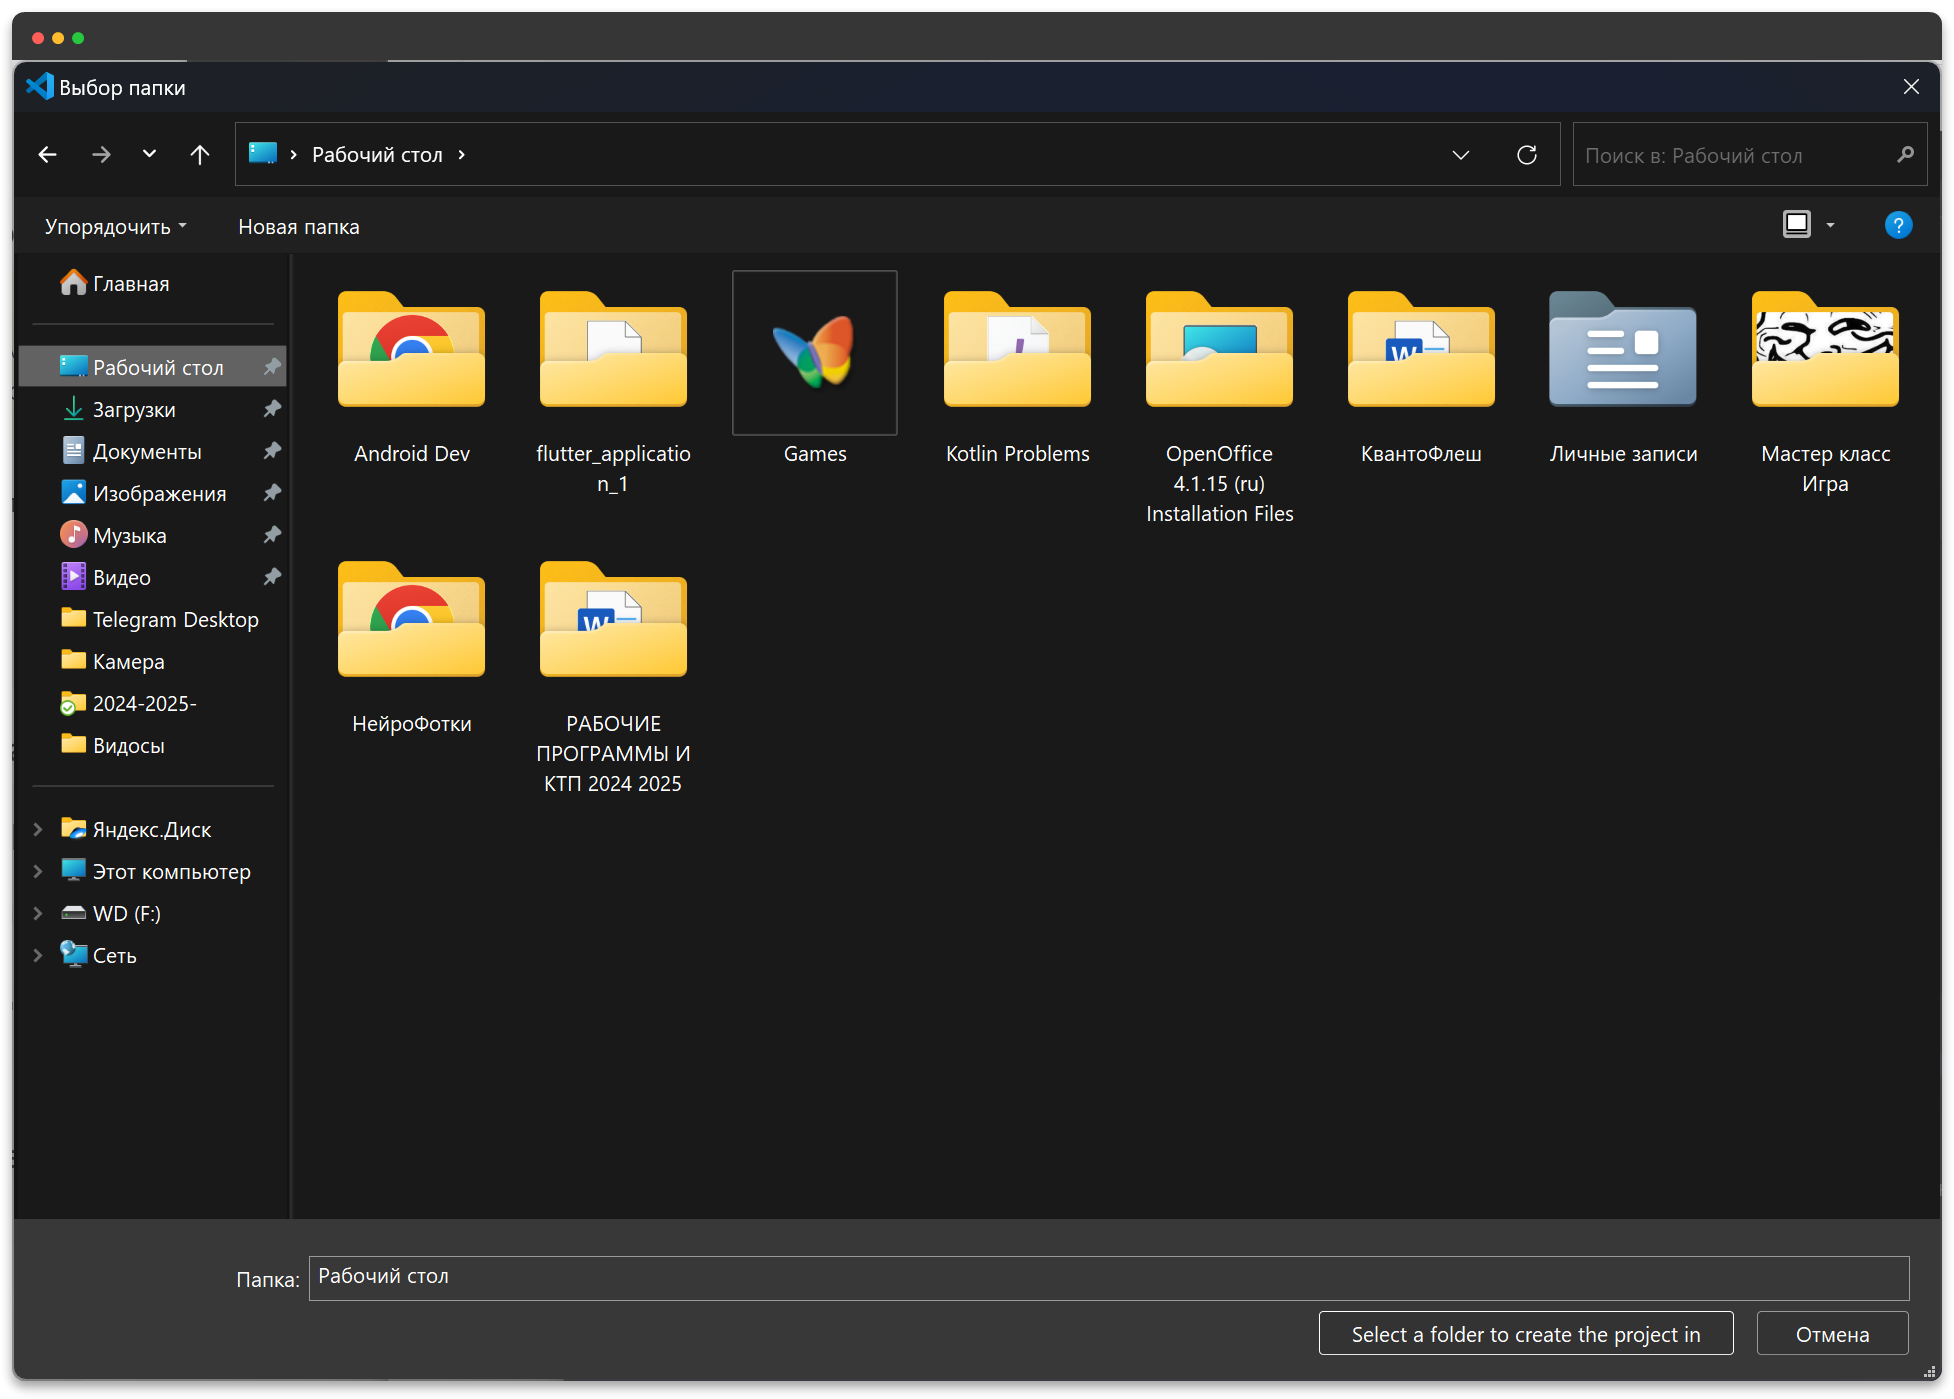 Выбор папки
Рабочий стол
Поиск в: Рабочий стол
Упорядочить
Новая папка
?
Главная
Рабочий стол
Загрузки
Документы
Изображения
Музыка
Видео
Telegram Desktop
Камера
2024-2025-
Видосы
Яндекс.Диск
Этот компьютер
WD (F:)
Сеть
Android Dev
flutter_applicatio
n_1
Games
Kotlin Problems
OpenOffice
4.1.15 (ru)
Installation Files
КвантоФлеш
Личные записи
Мастер класс
Игра
НейроФотки
РАБОЧИЕ
ПРОГРАММЫ И
КТП 2024 2025
Папка:
Рабочий стол
Select a folder to create the project in
Отмена